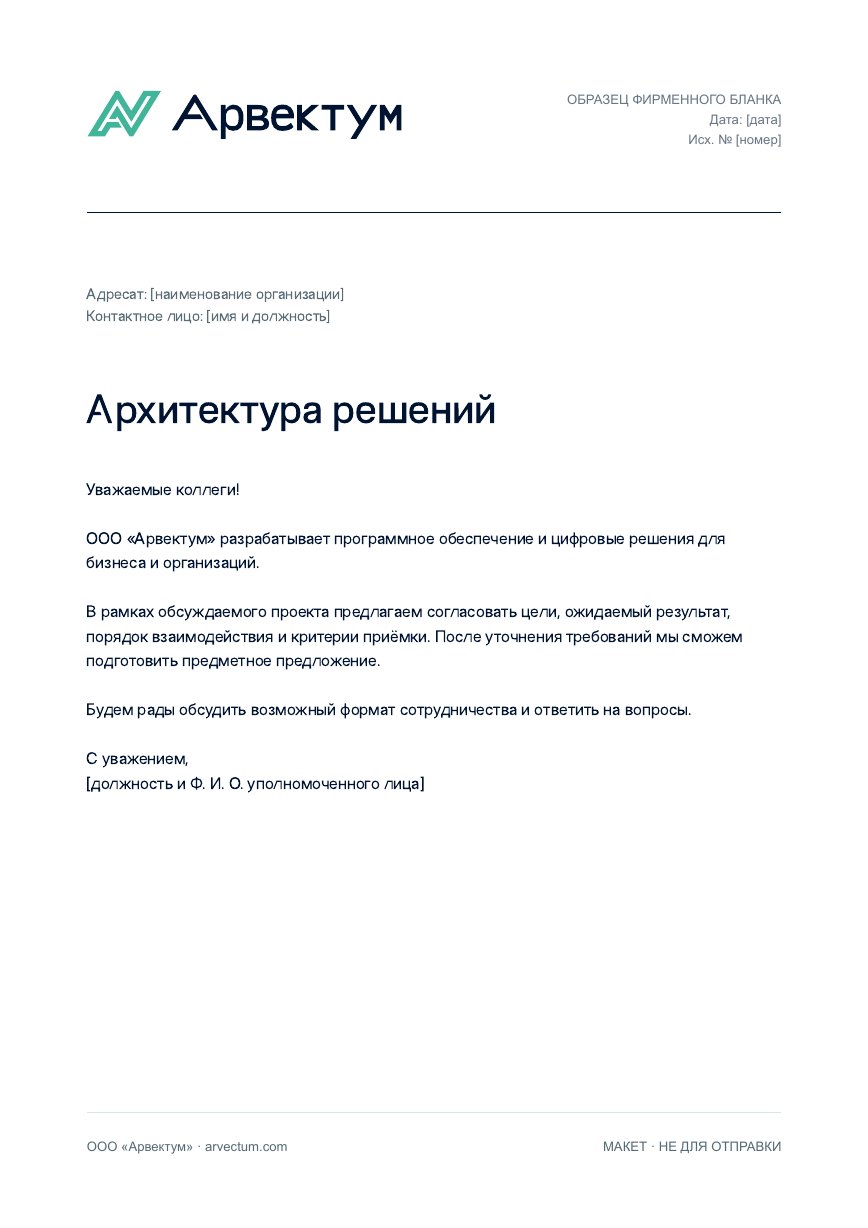 Арвектум
ОБРАЗЕЦ ФИРМЕННОГО БЛАНКА
Дата: [дата]
Исх. № [номер]
Адресат: [наименование организации]
Контактное лицо: [имя и должность]
Архитектура решений
Уважаемые коллеги!
ООО «Арвектум» разрабатывает программное обеспечение и цифровые решения для
бизнеса и организаций.
В рамках обсуждаемого проекта предлагаем согласовать цели, ожидаемый результат,
порядок взаимодействия и критерии приёмки. После уточнения требований мы сможем
подготовить предметное предложение.
Будем рады обсудить возможный формат сотрудничества и ответить на вопросы.
С уважением,
[должность и Ф. И. О. уполномоченного лица]
ООО «Арвектум» · arvectum.com
МАКЕТ · НЕ ДЛЯ ОТПРАВКИ